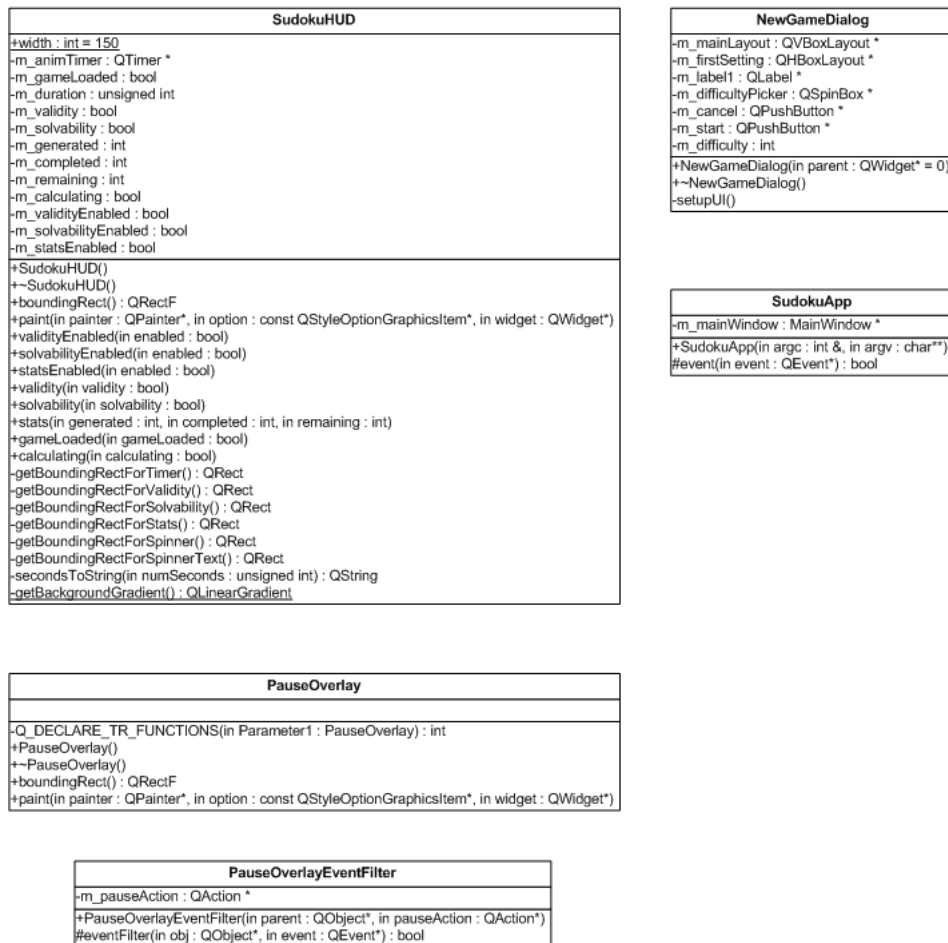 SudokuHUD
+width : int = 150
-m_animTimer : QTimer *
-m_gameLoaded : bool
-m_duration : unsigned int
-m_validity : bool
-m_solvability : bool
-m_generated : int
-m_completed : int
-m_remaining : int
-m_calculating : bool
-m_validityEnabled : bool
-m_solvabilityEnabled : bool
-m_statsEnabled : bool
+SudokuHUD()
+~SudokuHUD()
+boundingRect() : QRectF
+paint(in painter : QPainter*, in option : const QStyleOptionGraphicsItem*, in widget : QWidget*)
+validityEnabled(in enabled : bool)
+solvabilityEnabled(in enabled : bool)
+statsEnabled(in enabled : bool)
+validity(in validity : bool)
+solvability(in solvability : bool)
+stats(in generated : int, in completed : int, in remaining : int)
+gameLoaded(in gameLoaded : bool)
+calculating(in calculating : bool)
-getBoundingRectForTimer() : QRect
-getBoundingRectForValidity() : QRect
-getBoundingRectForSolvability() : QRect
-getBoundingRectForStats() : QRect
-getBoundingRectForSpinner() : QRect
-getBoundingRectForSpinnerText() : QRect
-secondsToString(in numSeconds : unsigned int) : QString
-getBackgroundGradient() : QLinearGradient
NewGameDialog
-m_mainLayout : QVBoxLayout *
-m_firstSetting : QHBoxLayout *
-m_label1 : QLabel *
-m_difficultyPicker : QSpinBox *
-m_cancel : QPushButton *
-m_start : QPushButton *
-m_difficulty : int
+NewGameDialog(in parent : QWidget* = 0)
+~NewGameDialog()
-setupUI()
SudokuApp
-m_mainWindow : MainWindow *
+SudokuApp(in argc : int &, in argv : char**)
#event(in event : QEvent*) : bool
PauseOverlay
-Q_DECLARE_TR_FUNCTIONS(in Parameter1 : PauseOverlay) : int
+PauseOverlay()
+~PauseOverlay()
+boundingRect() : QRectF
+paint(in painter : QPainter*, in option : const QStyleOptionGraphicsItem*, in widget : QWidget*)
PauseOverlayEventFilter
-m_pauseAction : QAction *
+PauseOverlayEventFilter(in parent : QObject*, in pauseAction : QAction*)
#eventFilter(in obj : QObject*, in event : QEvent*) : bool